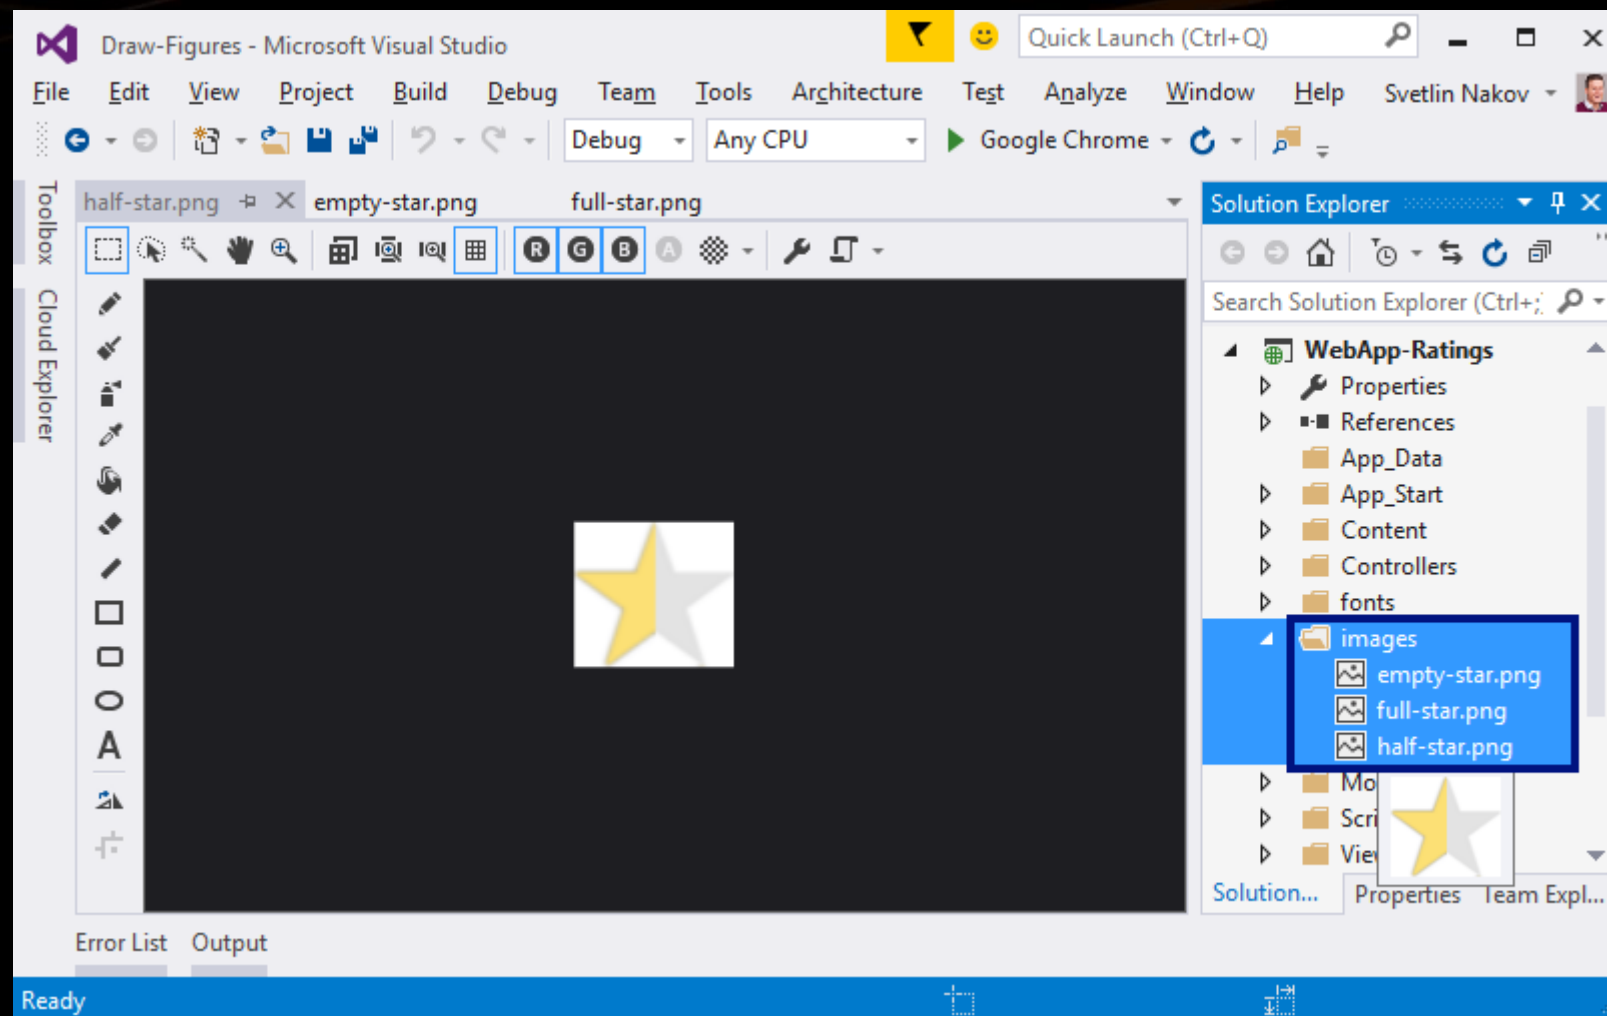 Draw-Figures - Microsoft Visual Studio
Quick Launch (Ctrl+Q)
File Edit View Project Build Debug Team Tools Architecture Test Analyze Window Help Svetlin Nakov
Debug Any CPU Google Chrome
Toolbox
Cloud Explorer
half-star.png empty-star.png full-star.png
R G B A
A
Solution Explorer
Search Solution Explorer (Ctrl+;
WebApp-Ratings
Properties
References
App_Data
App_Start
Content
Controllers
fonts
images
empty-star.png
full-star.png
half-star.png
Mo
Scri
Vie
Solution... Properties Team Expl...
Error List Output
Ready